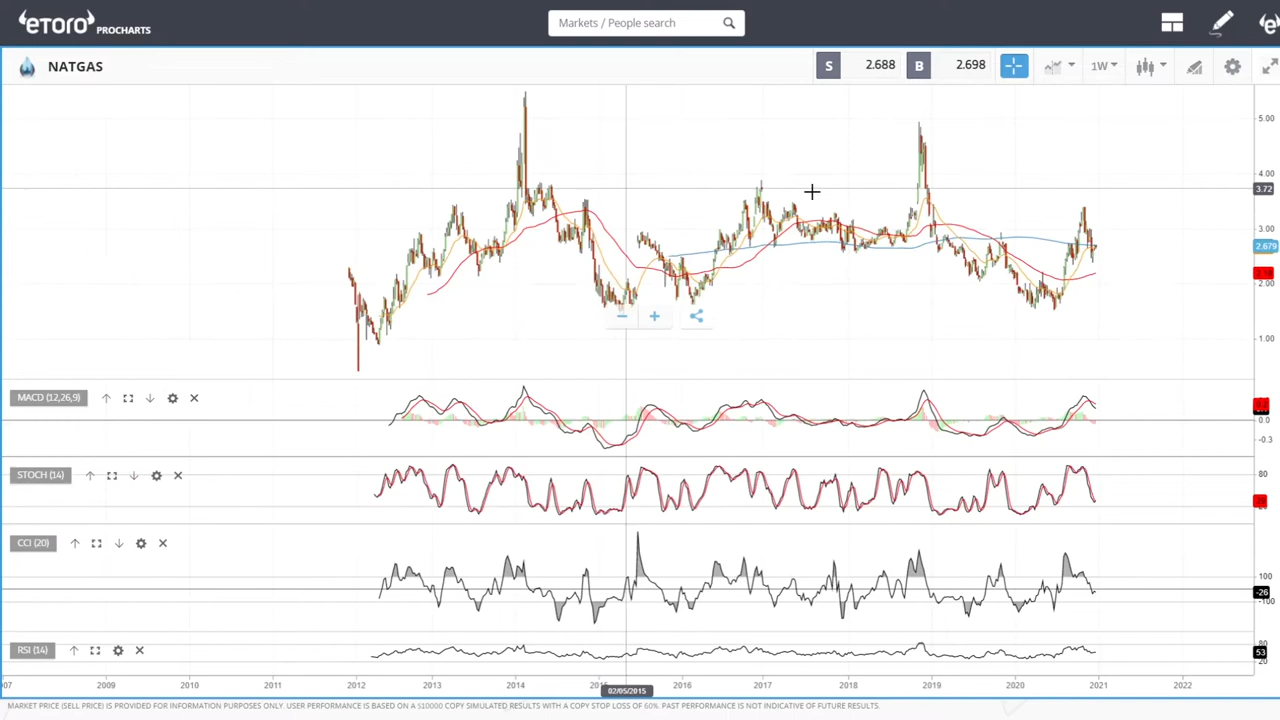 eToro PROCHARTS
Markets / People search
NATGAS
S 2.688 B 2.698
1W
5.00
4.00
3.72
3.00
2.679
2.00
1.00
MACD (12,26,9)
0.0
-0.3
STOCH (14)
80
CCI (20)
100
-26
-100
RSI (14)
80
53
20
2009 2010 2011 2012 2013 2014 2016 2017 2018 2019 2020 2021 2022
02/05/2015
MARKET PRICE (SELL PRICE) IS PROVIDED FOR INFORMATION PURPOSES ONLY. USER PERFORMANCE IS BASED ON A $10000 COPY SIMULATED RESULTS WITH A COPY STOP LOSS OF 60%. PAST PERFORMANCE IS NOT INDICATIVE OF FUTURE RESULTS.